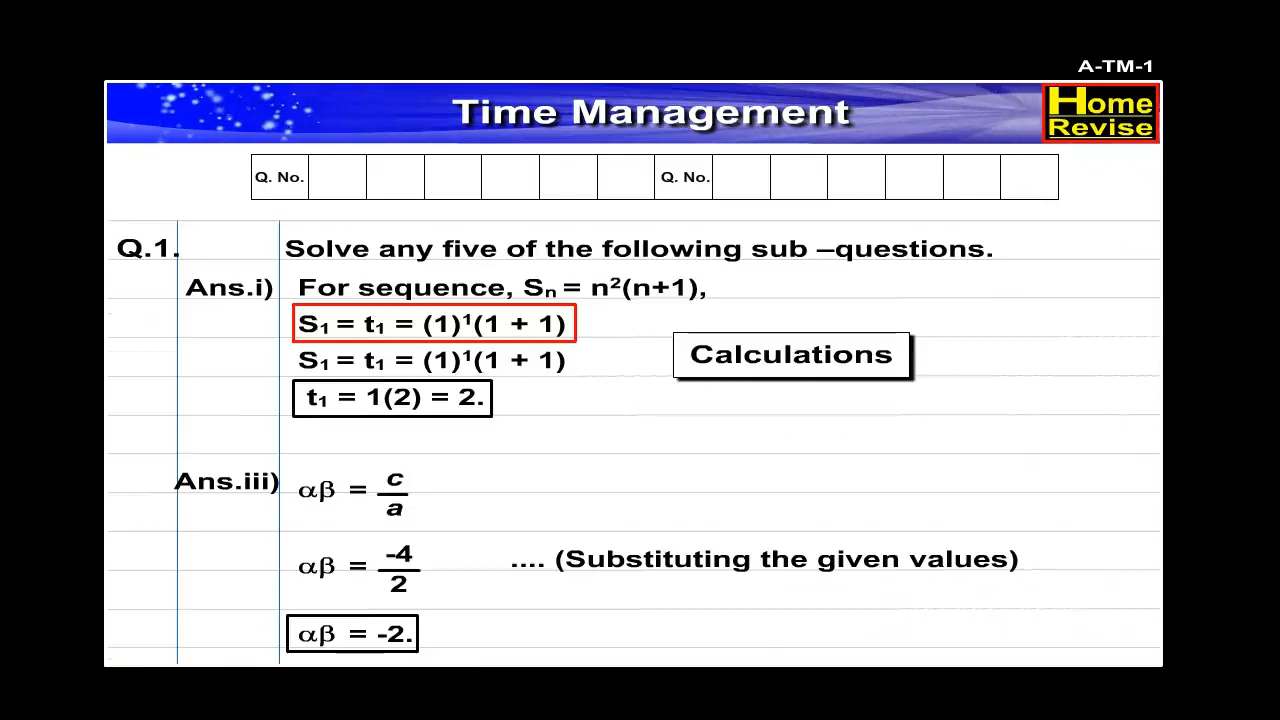 A-TM-1
Time Management
Home
Revise
Q. No. Q. No.
Q.1. Solve any five of the following sub –questions.
Ans.i) For sequence, Sₙ = n²(n+1),
S₁ = t₁ = (1)¹(1 + 1)
Calculations
S₁ = t₁ = (1)¹(1 + 1)
t₁ = 1(2) = 2.
Ans.iii) αβ = c/a
αβ = -4/2 .... (Substituting the given values)
αβ = -2.